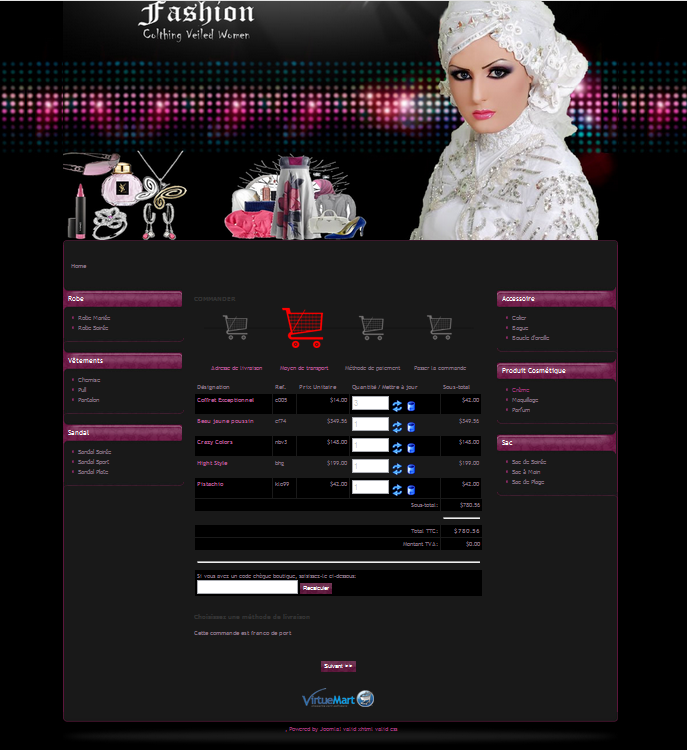 Fashion
Colthing Veiled Women
Home
Robe
Robe Mariée
Robe Soirée
Vêtements
Chemise
Pull
Pantalon
Sandal
Sandal Soirée
Sandal Sport
Sandal Plate
COMMANDER
Adresse de livraison Moyen de transport Méthode de paiement Passer la commande
Désignation Ref. Prix Unitaire Quantité / Mettre à jour Sous-total
Coffret Exceptionnel c005 $14.00 3 $42.00
Beau jaune poussin $349.56 1 $349.56
Crazy Colors nbv3 $148.00 1 $148.00
Hight Style bhg $199.00 1 $199.00
Pistachio kio99 $42.00 1 $42.00
Sous-total: $780.56
Total TTC: $780.56
Montant TVA: $0.00
Si vous avez un code chèque boutique, saisissez-le ci-dessous:
Recalculer
Choisissez une méthode de livraison
Cette commande est franco de port
Suivant >>
VirtueMart
Accessoire
Colier
Bague
Boucle d'oreille
Produit Cosmétique
Crème
Maquillage
Parfum
Sac
Sac de Soirée
Sac à Main
Sac de Plage
, Powered by Joomla! valid xhtml valid css